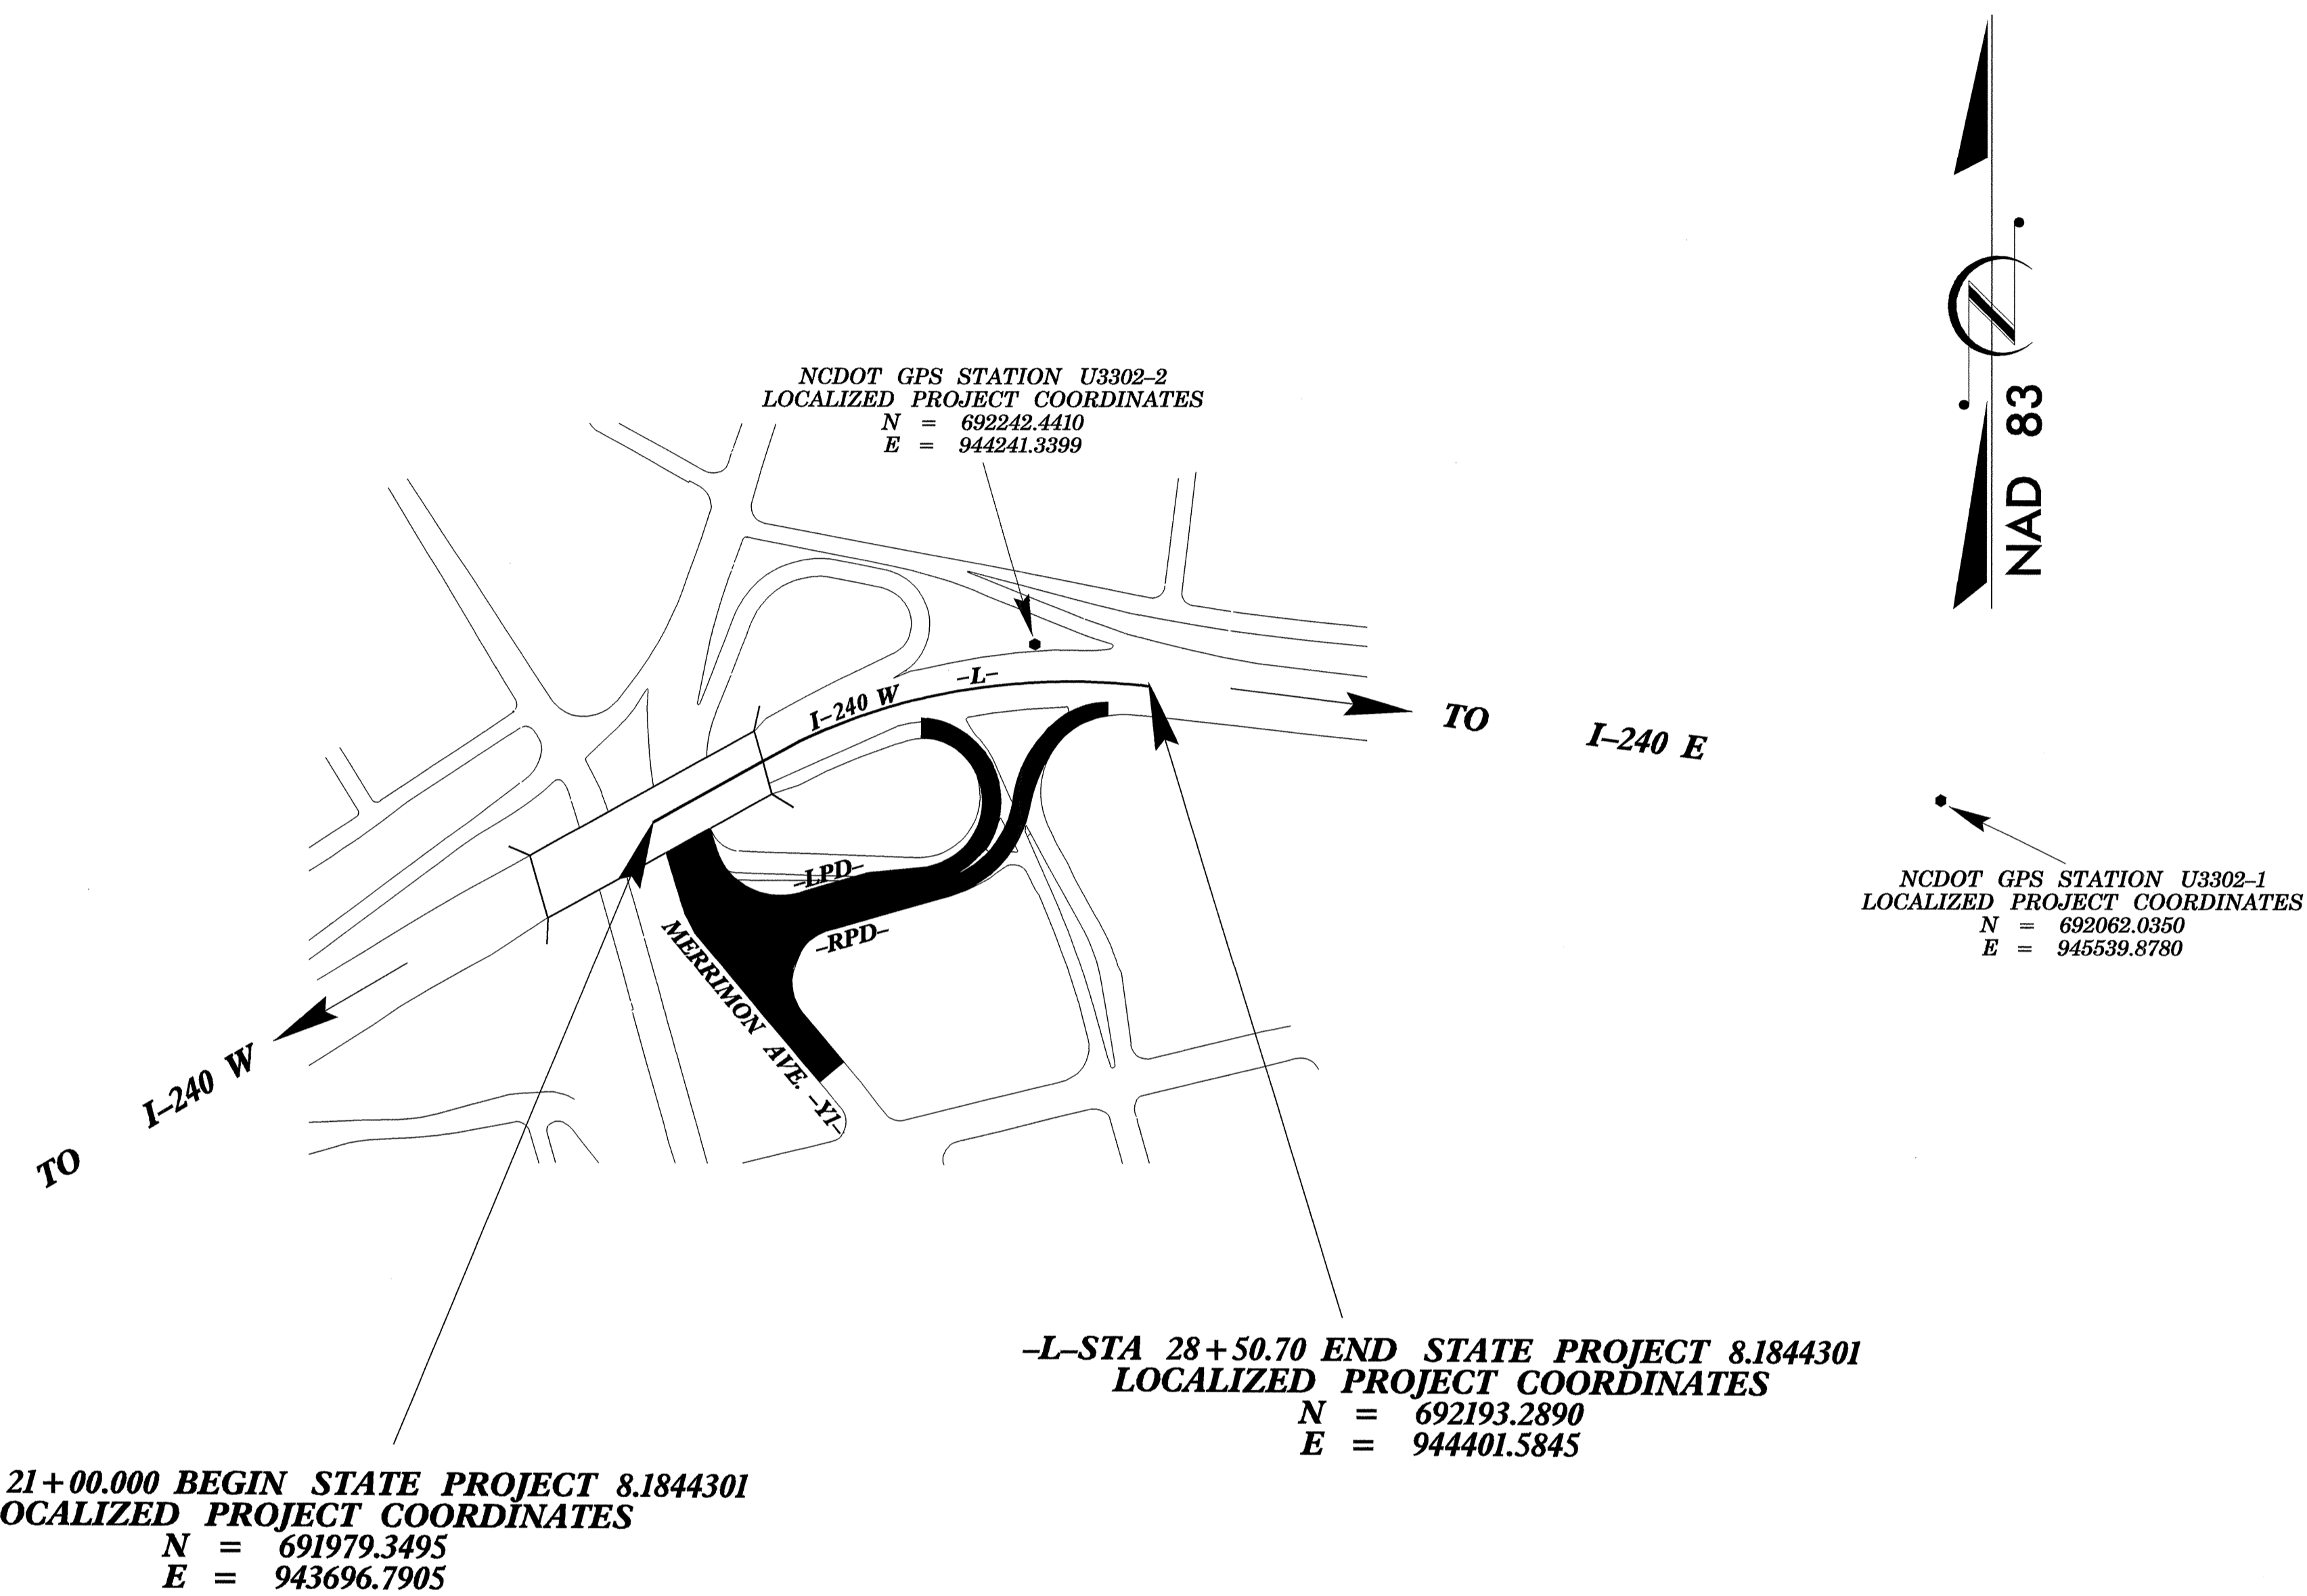 NCDOT GPS STATION U3302–2
LOCALIZED PROJECT COORDINATES
N = 692242.4410
E = 944241.3399
NAD 83
–L–
I–240 W
TO I–240 E
NCDOT GPS STATION U3302–1
LOCALIZED PROJECT COORDINATES
N = 692062.0350
E = 945539.8780
–LPD–
–RPD–
MERRIMON AVE. –Y1–
TO I–240 W
–L–STA 28+50.70 END STATE PROJECT 8.1844301
LOCALIZED PROJECT COORDINATES
N = 692193.2890
E = 944401.5845
21+00.000 BEGIN STATE PROJECT 8.1844301
OCALIZED PROJECT COORDINATES
N = 691979.3495
E = 943696.7905